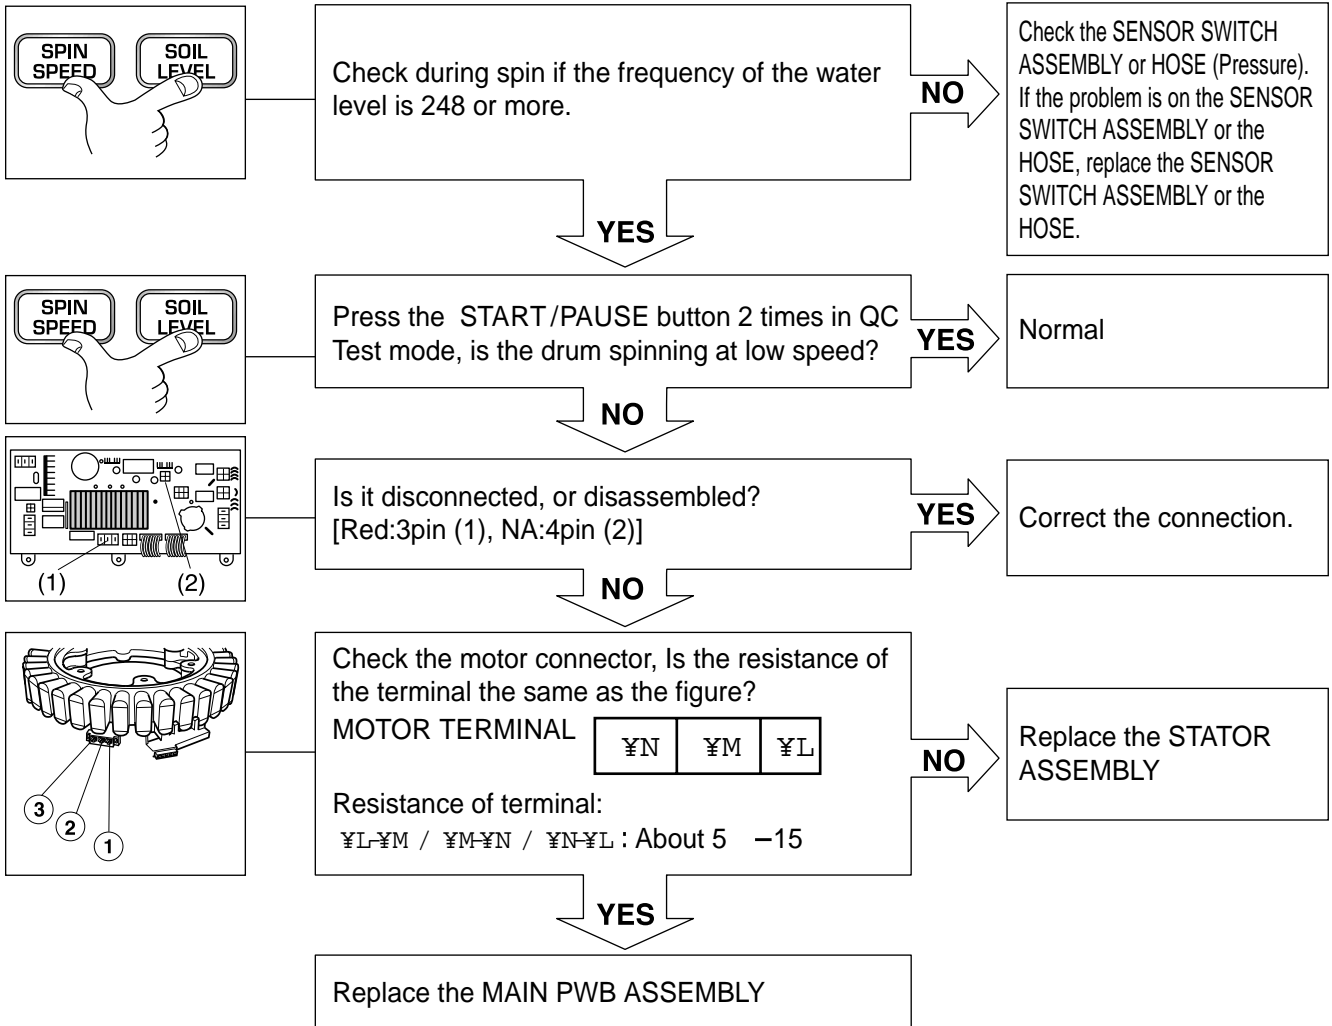 SPIN SPEED
SOIL LEVEL
Check during spin if the frequency of the water
level is 248 or more.
NO
Check the SENSOR SWITCH
ASSEMBLY or HOSE (Pressure).
If the problem is on the SENSOR
SWITCH ASSEMBLY or the
HOSE, replace the SENSOR
SWITCH ASSEMBLY or the
HOSE.
YES
SPIN SPEED
SOIL LEVEL
Press the START/PAUSE button 2 times in QC
Test mode, is the drum spinning at low speed?
YES
Normal
NO
(1)
(2)
Is it disconnected, or disassembled?
[Red:3pin (1), NA:4pin (2)]
YES
Correct the connection.
NO
3
2
1
Check the motor connector, Is the resistance of
the terminal the same as the figure?
MOTOR TERMINAL
¥N ¥M ¥L
Resistance of terminal:
¥L-¥M / ¥M-¥N / ¥N-¥L : About 5 –15
NO
Replace the STATOR
ASSEMBLY
YES
Replace the MAIN PWB ASSEMBLY